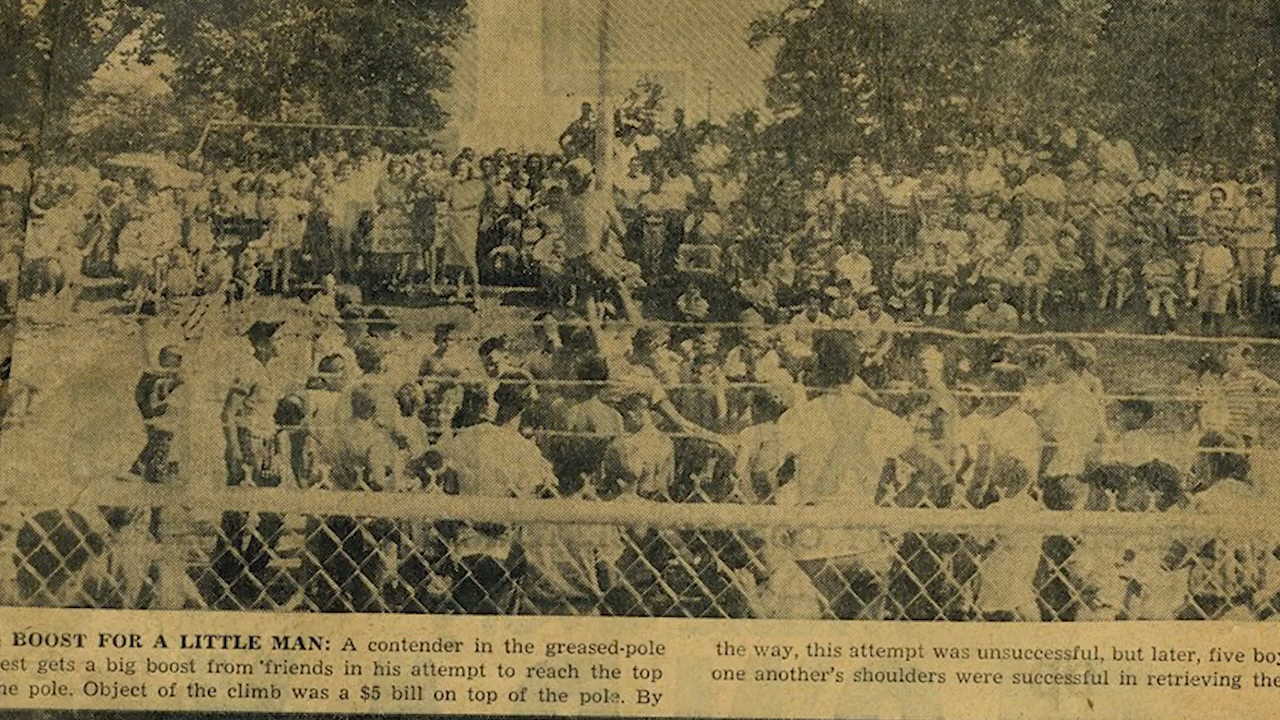 BOOST FOR A LITTLE MAN: A contender in the greased-pole
est gets a big boost from 'friends in his attempt to reach the top
he pole. Object of the climb was a $5 bill on top of the pole. By
the way, this attempt was unsuccessful, but later, five boy
one another's shoulders were successful in retrieving the